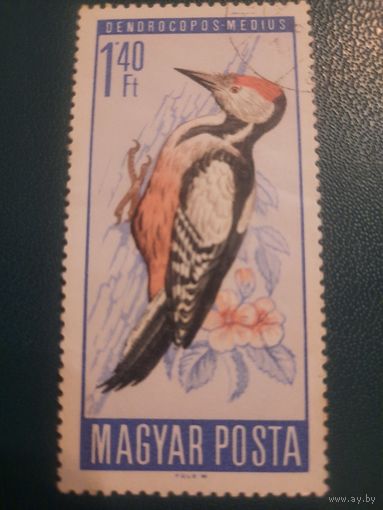 DENDROCOPOS-MEDIUS
1'40
Ft
MAGYAR POSTA
www.ay.by